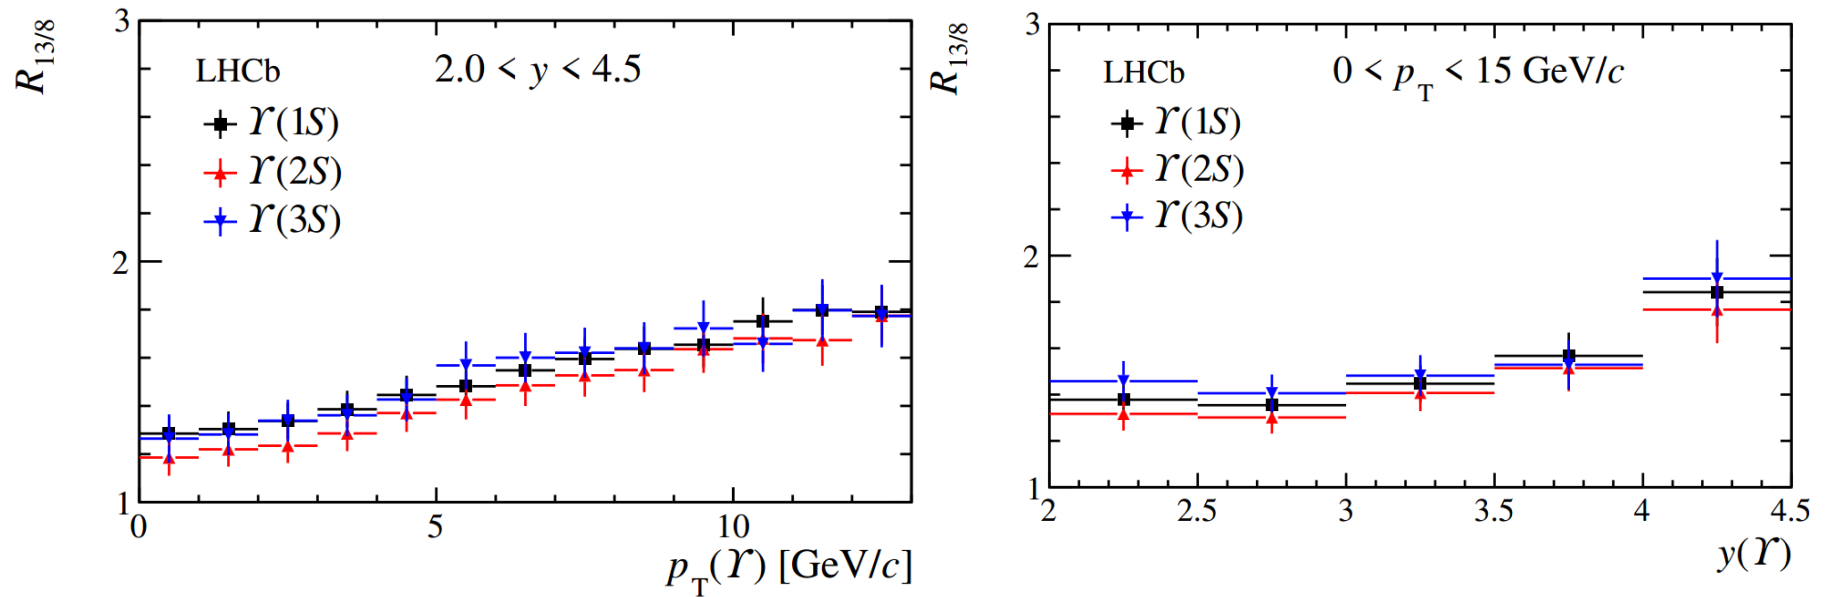 R13/8
3
2
1
LHCb
2.0 < y < 4.5
ϒ(1S)
ϒ(2S)
ϒ(3S)
0
5
10
pT(ϒ) [GeV/c]
R13/8
3
2
1
LHCb
0 < pT < 15 GeV/c
ϒ(1S)
ϒ(2S)
ϒ(3S)
2
2.5
3
3.5
4
4.5
y(ϒ)